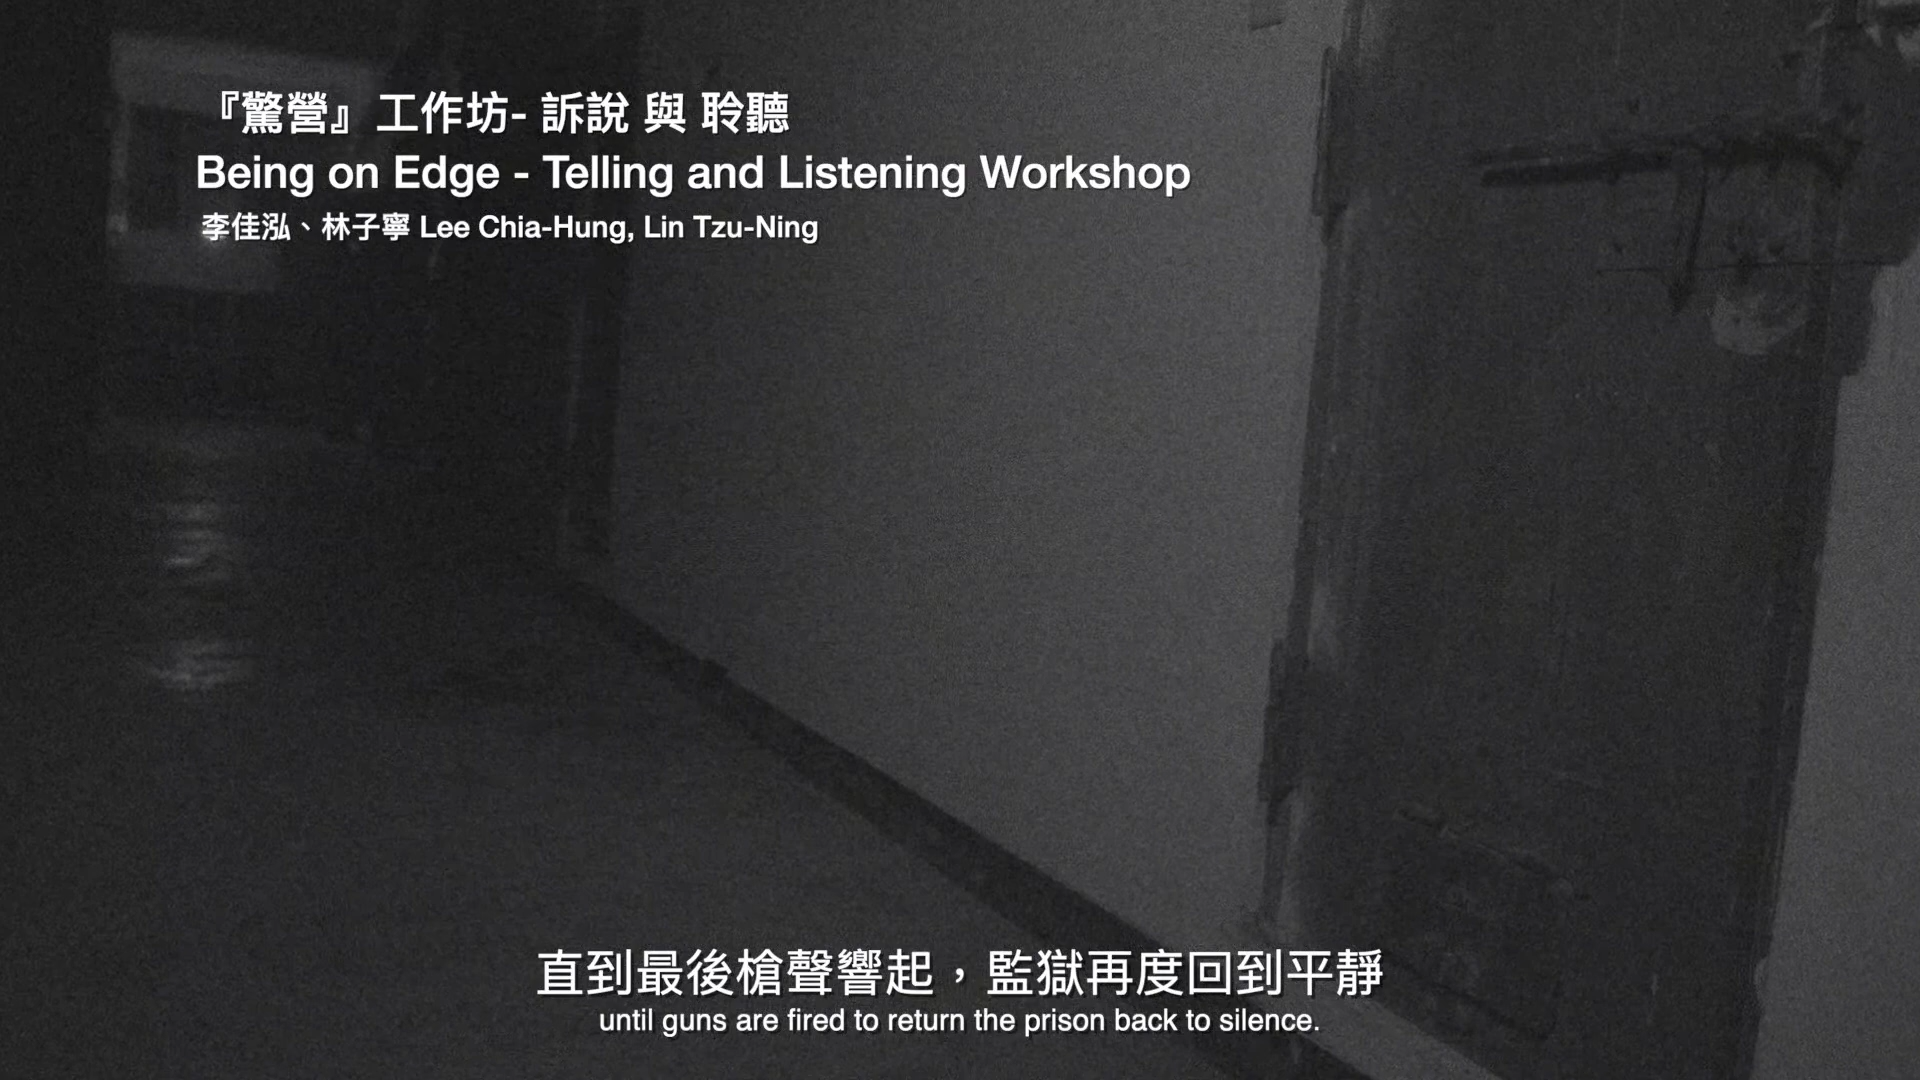 『驚營』工作坊- 訴說 與 聆聽
Being on Edge - Telling and Listening Workshop
李佳泓、林子寧 Lee Chia-Hung, Lin Tzu-Ning
直到最後槍聲響起，監獄再度回到平靜
until guns are fired to return the prison back to silence.